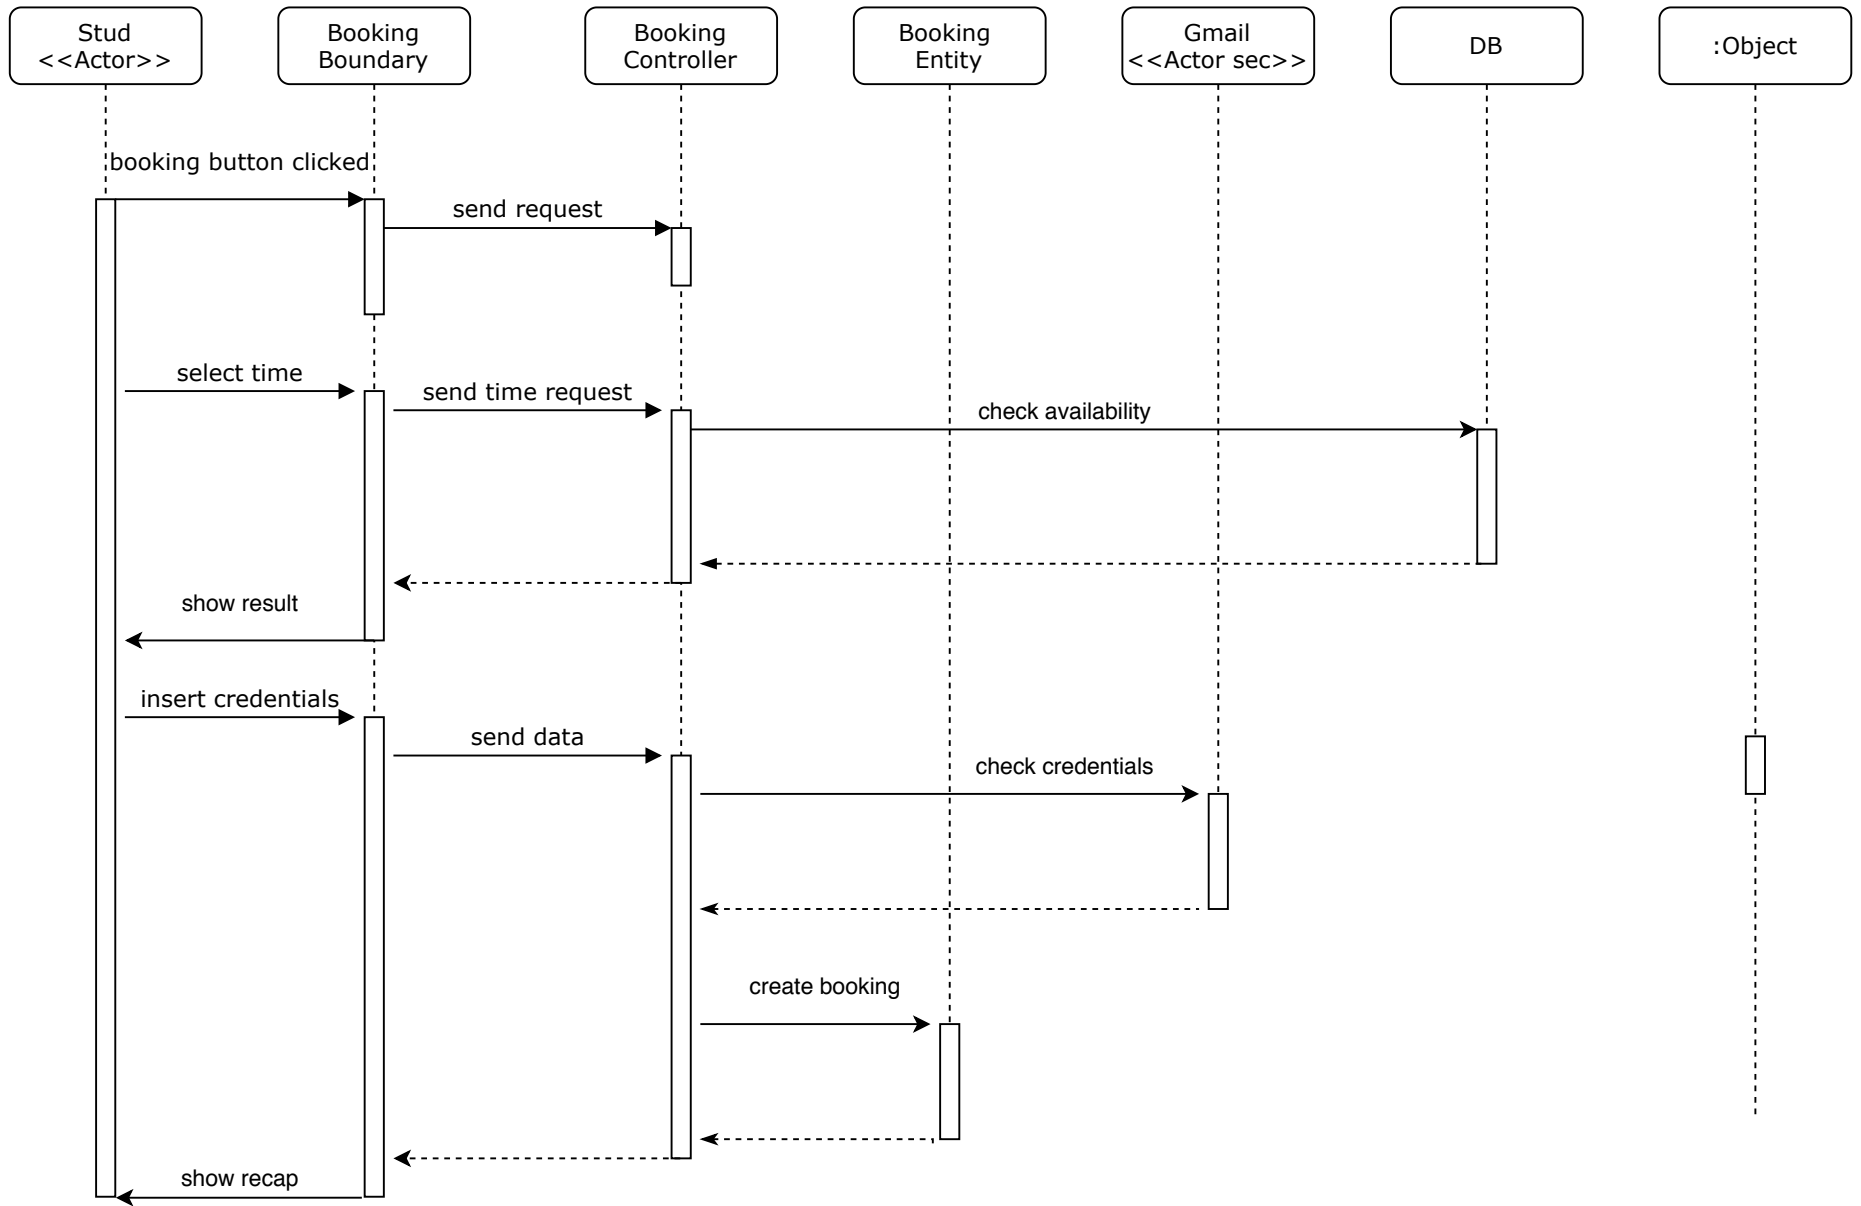 Stud
<<Actor>>
Booking
Boundary
Booking
Controller
Booking
Entity
Gmail
<<Actor sec>>
DB
:Object
booking button clicked
send request
select time
send time request
check availability
show result
insert credentials
send data
check credentials
create booking
show recap